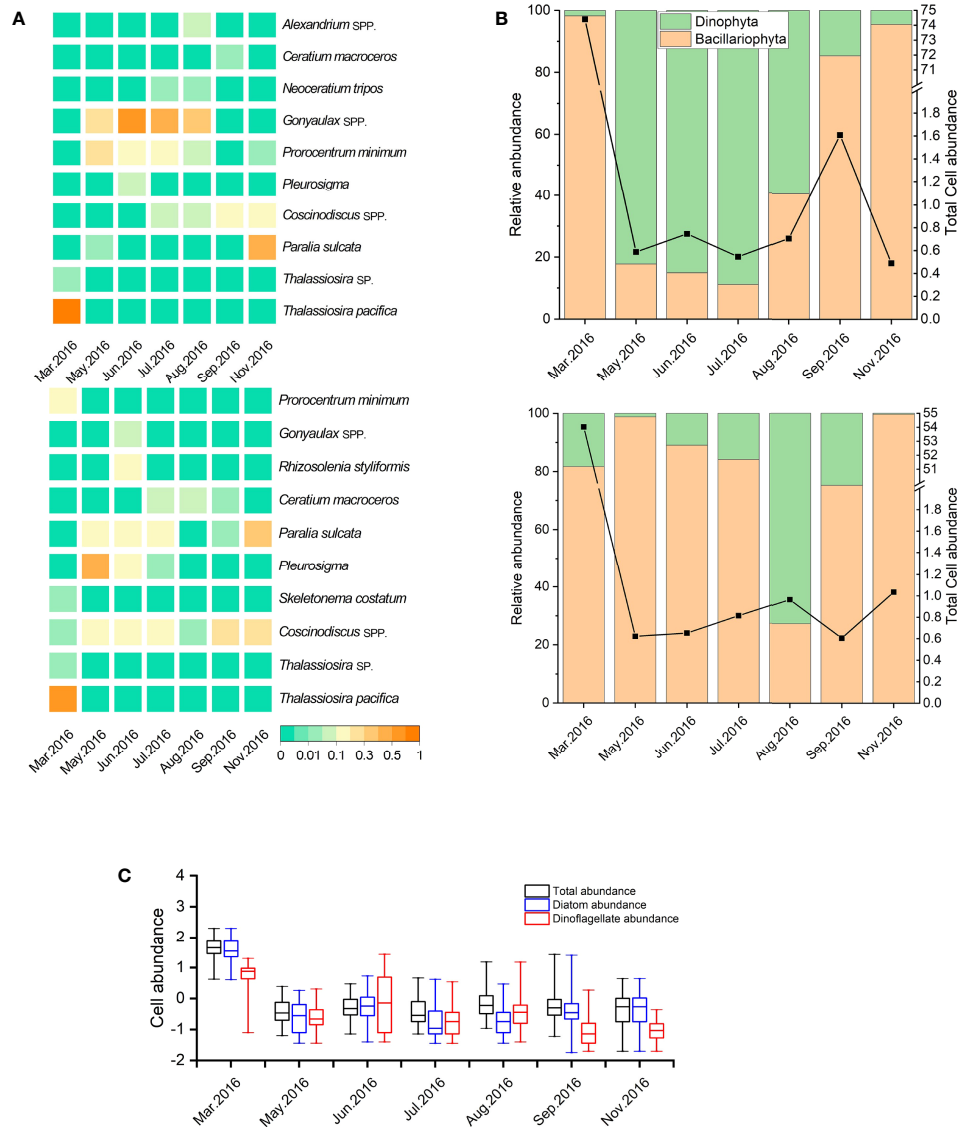 A
Alexandrium SPP.
Ceratium macroceros
Neoceratium tripos
Gonyaulax SPP.
Prorocentrum minimum
Pleurosigma
Coscinodiscus SPP.
Paralia sulcata
Thalassiosira SP.
Thalassiosira pacifica
Mar.2016 May.2016 Jun.2016 Jul.2016 Aug.2016 Sep.2016 Nov.2016
Prorocentrum minimum
Gonyaulax SPP.
Rhizosolenia styliformis
Ceratium macroceros
Paralia sulcata
Pleurosigma
Skeletonema costatum
Coscinodiscus SPP.
Thalassiosira SP.
Thalassiosira pacifica
Mar.2016 May.2016 Jun.2016 Jul.2016 Aug.2016 Sep.2016 Nov.2016
0 0.01 0.1 0.3 0.5 1
B
Dinophyta
Bacillariophyta
Relative anbundance
100
80
60
40
20
0
75
74
73
72
71
1.8
1.6
1.4
1.2
1.0
0.8
0.6
0.4
0.2
0.0
Total Cell abundance
Mar.2016 May.2016 Jun.2016 Jul.2016 Aug.2016 Sep.2016 Nov.2016
Relative anbundance
100
80
60
40
20
0
55
54
53
52
51
1.8
1.6
1.4
1.2
1.0
0.8
0.6
0.4
0.2
0.0
Total Cell abundance
Mar.2016 May.2016 Jun.2016 Jul.2016 Aug.2016 Sep.2016 Nov.2016
C
Cell abundance
4
3
2
1
0
-1
-2
Total abundance
Diatom abundance
Dinoflagellate abundance
Mar.2016 May.2016 Jun.2016 Jul.2016 Aug.2016 Sep.2016 Nov.2016